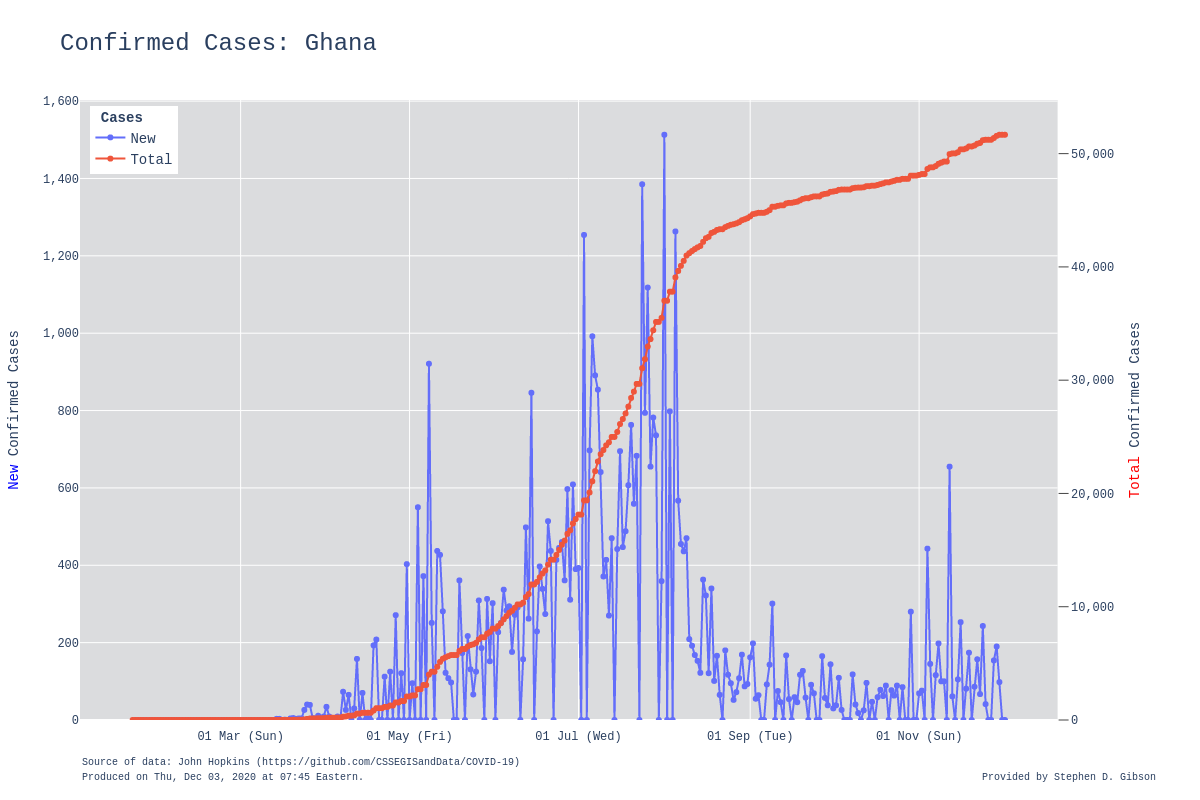 Confirmed Cases: Ghana
Cases
New
Total
1,600
1,400
1,200
1,000
800
600
400
200
0
New Confirmed Cases
50,000
40,000
30,000
20,000
10,000
0
Total Confirmed Cases
01 Mar (Sun) 01 May (Fri) 01 Jul (Wed) 01 Sep (Tue) 01 Nov (Sun)
Source of data: John Hopkins (https://github.com/CSSEGISandData/COVID-19)
Produced on Thu, Dec 03, 2020 at 07:45 Eastern.
Provided by Stephen D. Gibson